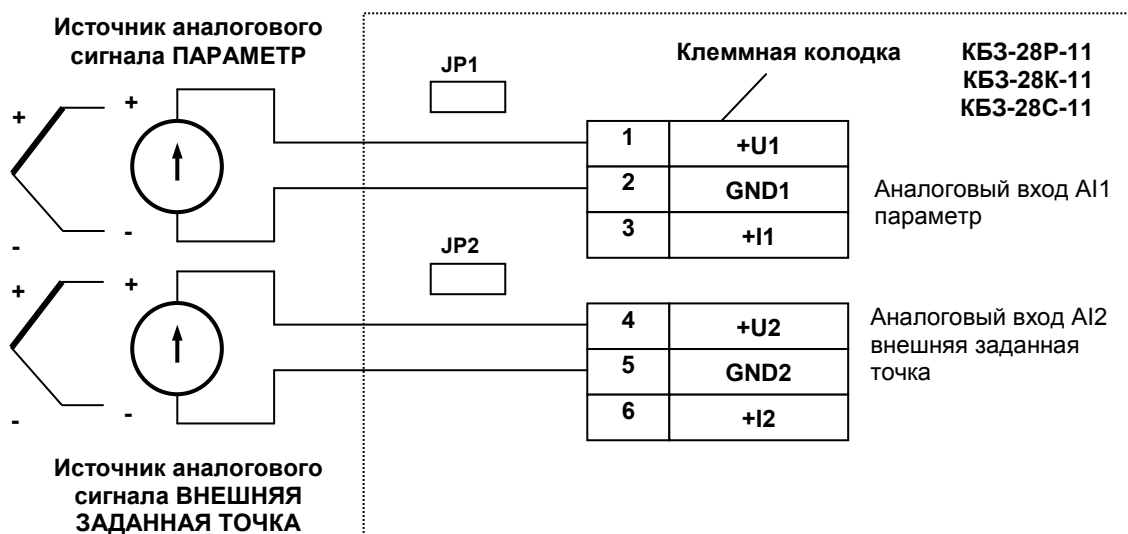 Источник аналогового
сигнала ПАРАМЕТР
JP1
Клеммная колодка
КБЗ-28Р-11
КБЗ-28К-11
КБЗ-28С-11
+
+
1
+U1
2
GND1
3
+I1
Аналоговый вход AI1
параметр
-
-
JP2
+
+
4
+U2
5
GND2
6
+I2
Аналоговый вход AI2
внешняя заданная
точка
-
-
Источник аналогового
сигнала ВНЕШНЯЯ
ЗАДАННАЯ ТОЧКА